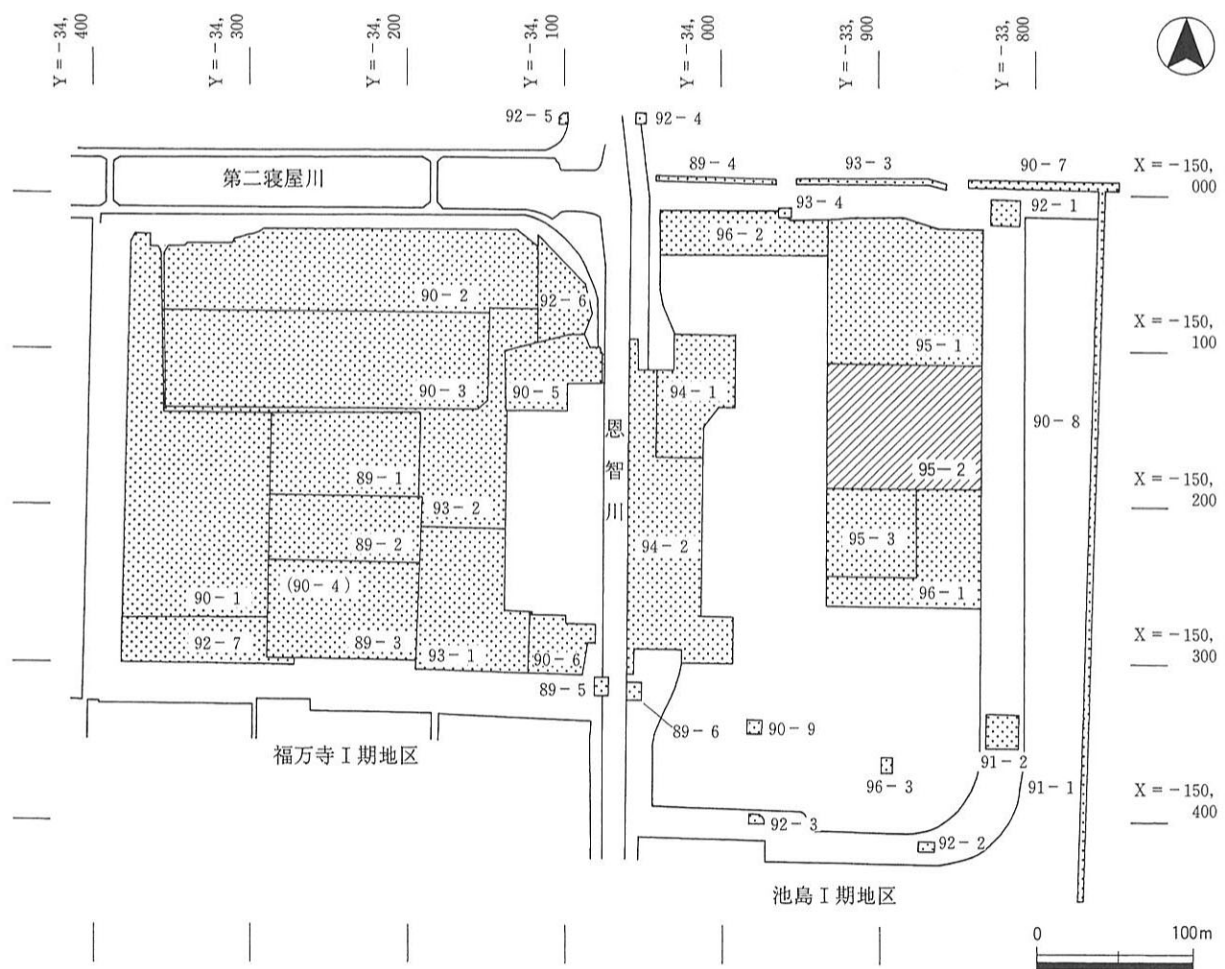 Y = -34,
400
Y = -34,
300
Y = -34,
200
Y = -34,
100
Y = -34,
000
Y = -33,
900
Y = -33,
800
92-5
92-4
89-4
93-3
90-7
X = -150,
000
第二寝屋川
93-4
92-1
96-2
90-2
92-6
X = -150,
100
95-1
90-3
90-5
94-1
恩智川
90-8
89-1
95-2
X = -150,
200
93-2
89-2
94-2
95-3
(90-4)
90-1
96-1
92-7
89-3
93-1
90-6
X = -150,
300
89-5
89-6
90-9
福万寺Ⅰ期地区
91-2
96-3
91-1
X = -150,
400
92-3
92-2
池島Ⅰ期地区
0
100m